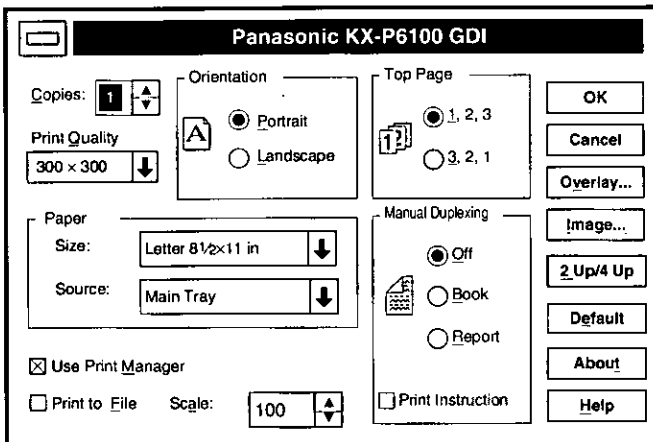 Panasonic KX-P6100 GDI
Copies: 1
Print Quality
300 × 300
Orientation
A
Portrait
Landscape
Top Page
1 2
1, 2, 3
3, 2, 1
Paper
Size: Letter 8½×11 in
Source: Main Tray
Manual Duplexing
Off
Book
Report
Print Instruction
Use Print Manager
Print to File Scale: 100
OK
Cancel
Overlay...
Image...
2 Up/4 Up
Default
About
Help